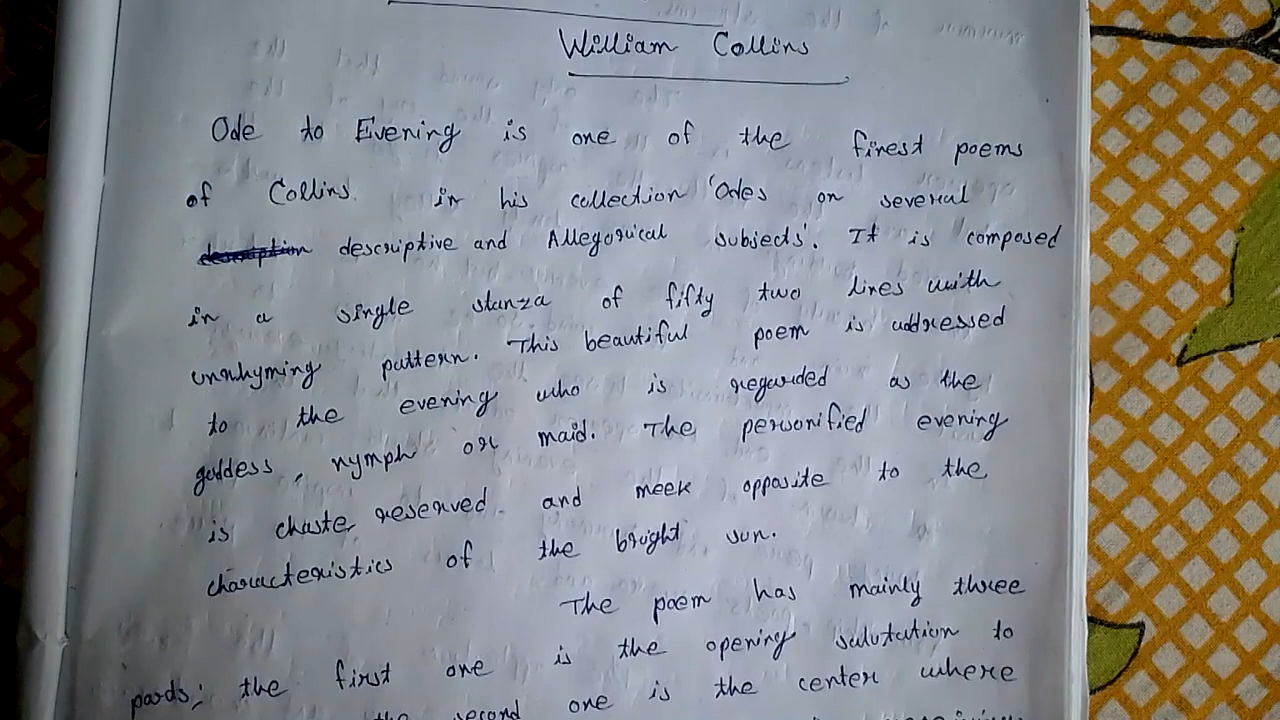 William Collins
Ode to Evening is one of the finest poems
of Collins. in his collection 'Odes on several
description descriptive and Allegorical subjects'. It is composed
in a single stanza of fifty two lines with
unrhyming pattern. This beautiful poem is addressed
to the evening who is regarded as the
goddess, nymph or maid. The personified evening
is chaste, reserved and meek opposite to the
characteristics of the bright sun.
The poem has mainly three
pards; the first one is the opening salutation to
the second one is the center where